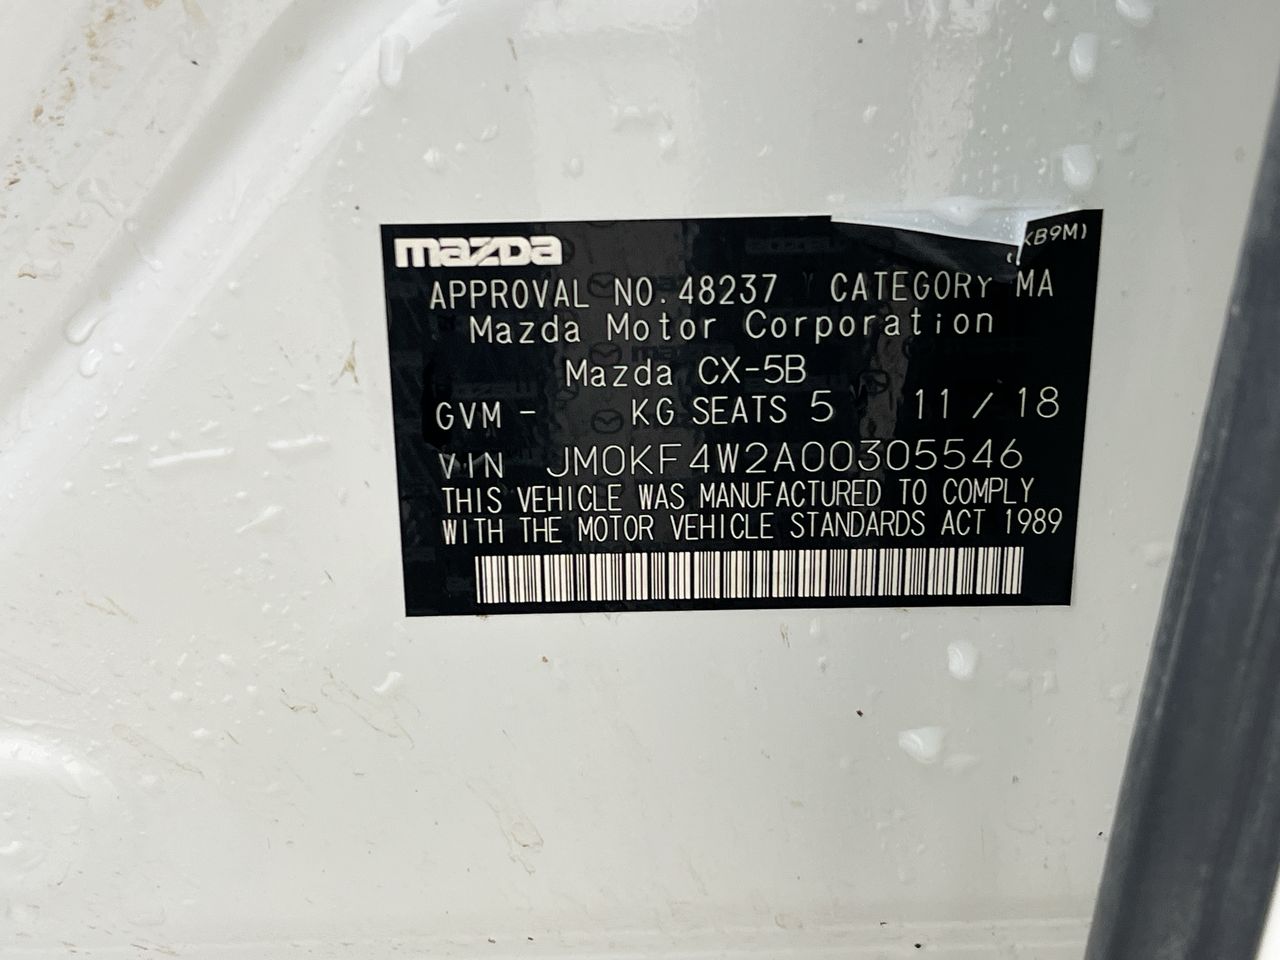 mazda
KB9M)
APPROVAL NO. 48237 CATEGORY MA
Mazda Motor Corporation
Mazda CX-5B
GVM - KG SEATS 5 11 / 18
VIN JM0KF4W2A00305546
THIS VEHICLE WAS MANUFACTURED TO COMPLY
WITH THE MOTOR VEHICLE STANDARDS ACT 1989